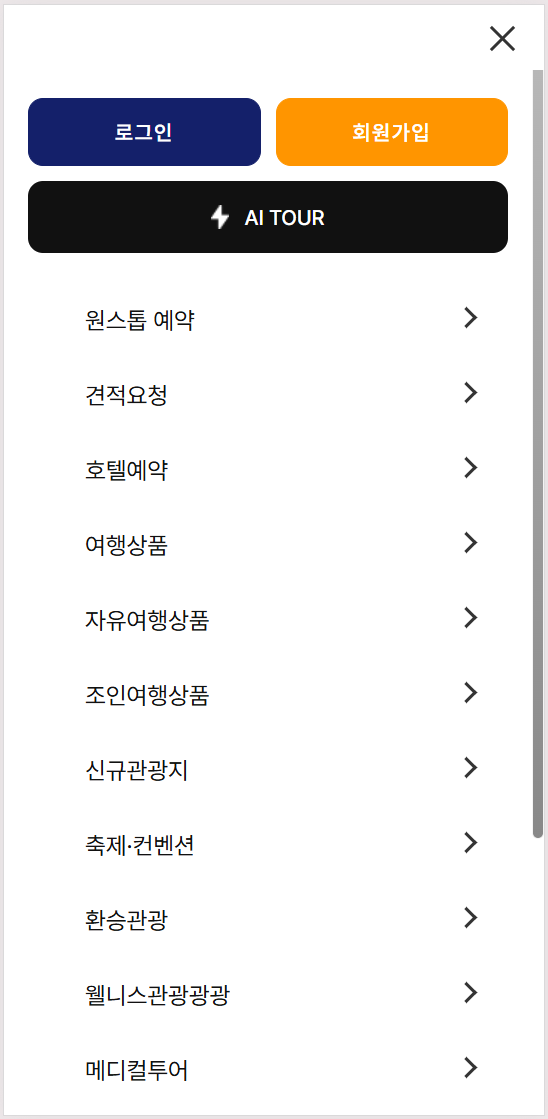 로그인
회원가입
AI TOUR
원스톱 예약
견적요청
호텔예약
여행상품
자유여행상품
조인여행상품
신규관광지
축제·컨벤션
환승관광
웰니스관광광광
메디컬투어